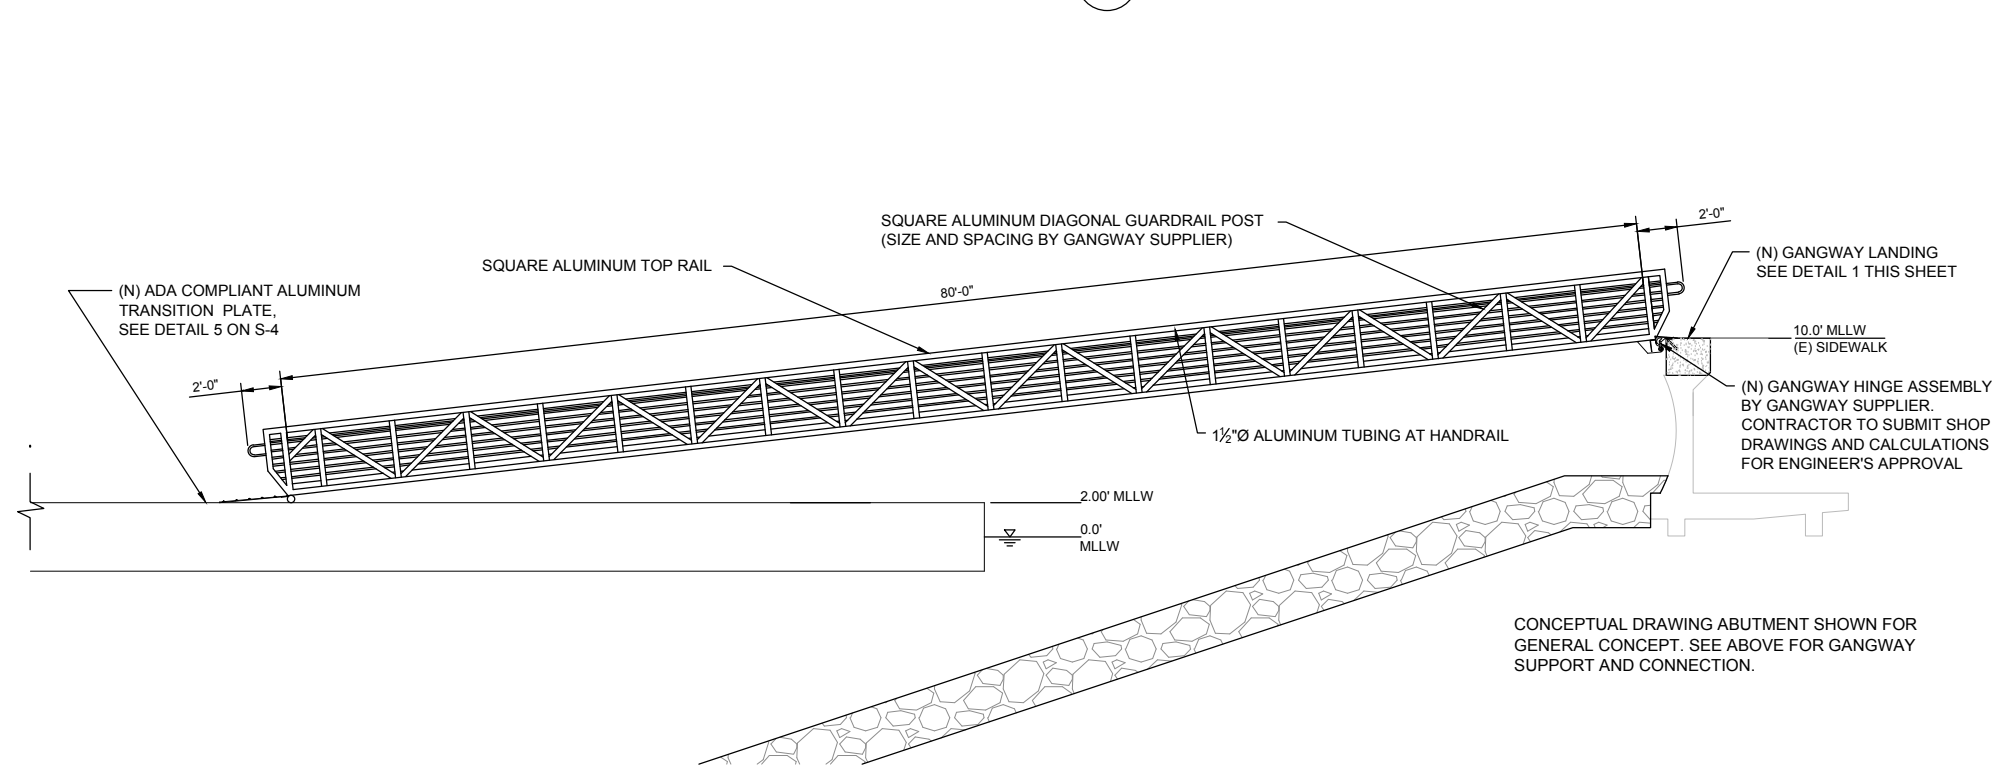 SQUARE ALUMINUM DIAGONAL GUARDRAIL POST
(SIZE AND SPACING BY GANGWAY SUPPLIER)
2'-0"
(N) GANGWAY LANDING
SEE DETAIL 1 THIS SHEET
SQUARE ALUMINUM TOP RAIL
80'-0"
(N) ADA COMPLIANT ALUMINUM
TRANSITION PLATE,
SEE DETAIL 5 ON S-4
10.0' MLLW
(E) SIDEWALK
2'-0"
(N) GANGWAY HINGE ASSEMBLY
BY GANGWAY SUPPLIER.
CONTRACTOR TO SUBMIT SHOP
DRAWINGS AND CALCULATIONS
FOR ENGINEER'S APPROVAL
1½"Ø ALUMINUM TUBING AT HANDRAIL
2.00' MLLW
0.0'
MLLW
CONCEPTUAL DRAWING ABUTMENT SHOWN FOR
GENERAL CONCEPT. SEE ABOVE FOR GANGWAY
SUPPORT AND CONNECTION.